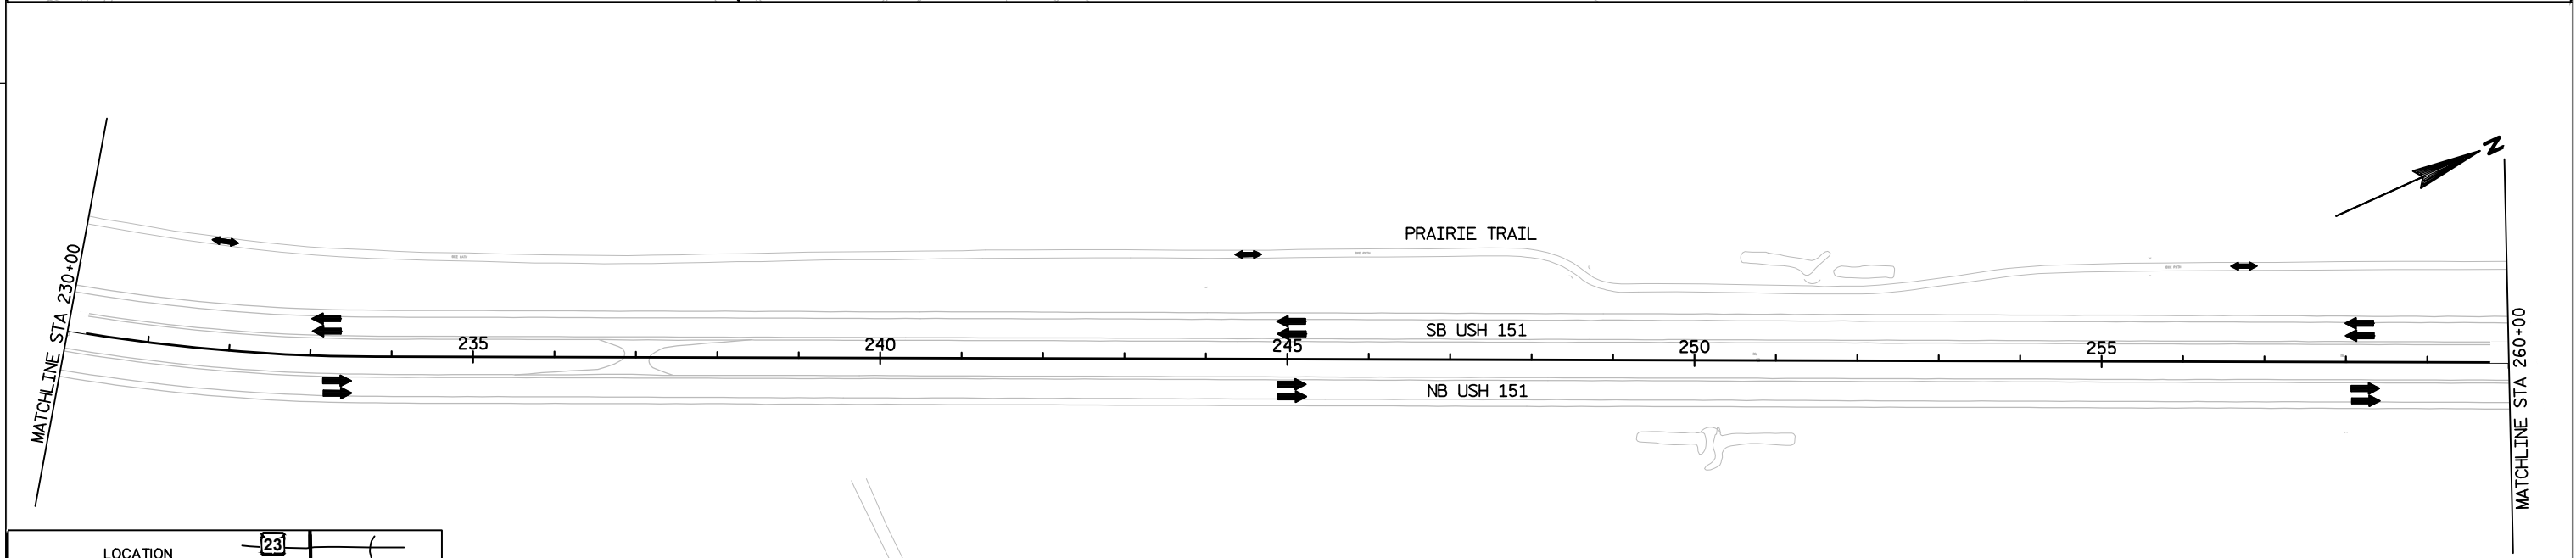 N
PRAIRIE TRAIL
MATCHLINE STA 230+00
SB USH 151
235
240
245
250
255
NB USH 151
MATCHLINE STA 260+00
23
LOCATION